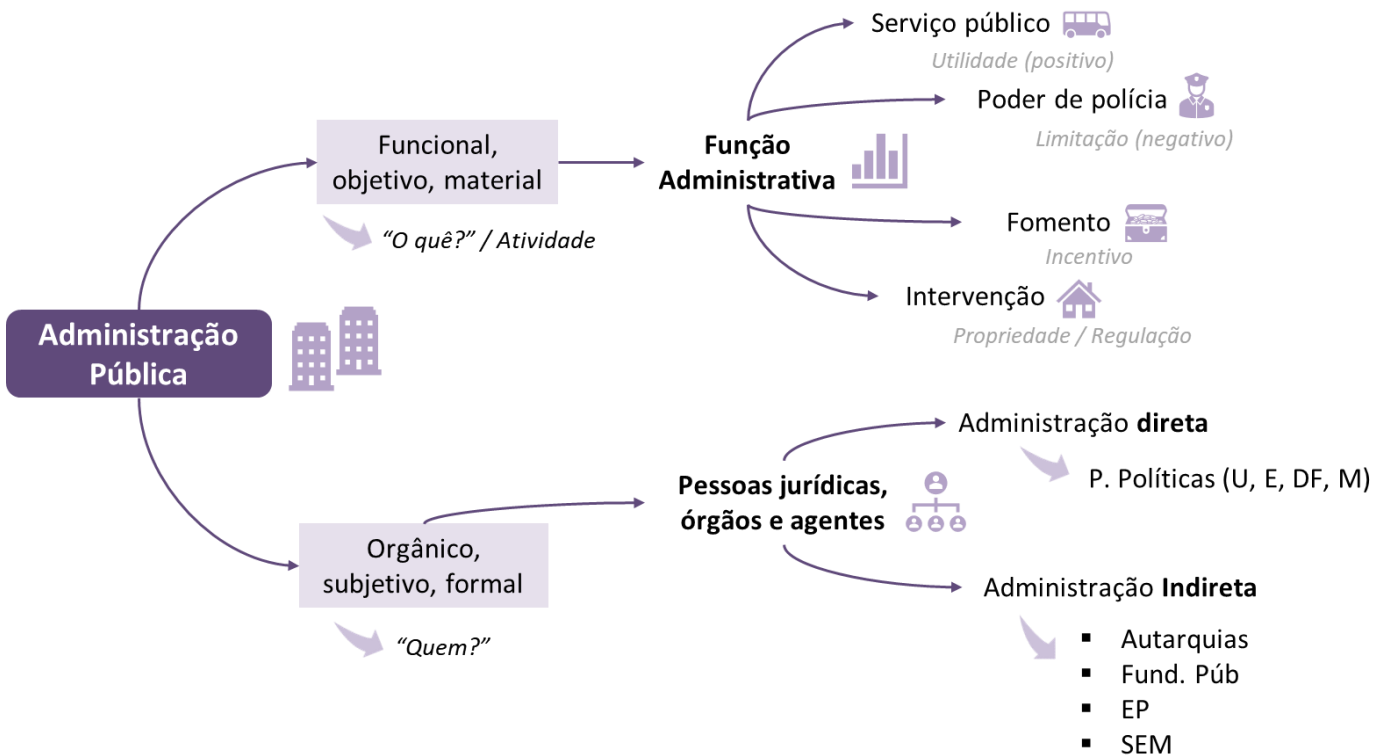 Administração
Pública
Funcional,
objetivo, material
“O quê?” / Atividade
Função
Administrativa
Serviço público
Utilidade (positivo)
Poder de polícia
Limitação (negativo)
Fomento
Incentivo
Intervenção
Propriedade / Regulação
Orgânico,
subjetivo, formal
“Quem?”
Pessoas jurídicas,
órgãos e agentes
Administração direta
P. Políticas (U, E, DF, M)
Administração Indireta
▪ Autarquias
▪ Fund. Púb
▪ EP
▪ SEM